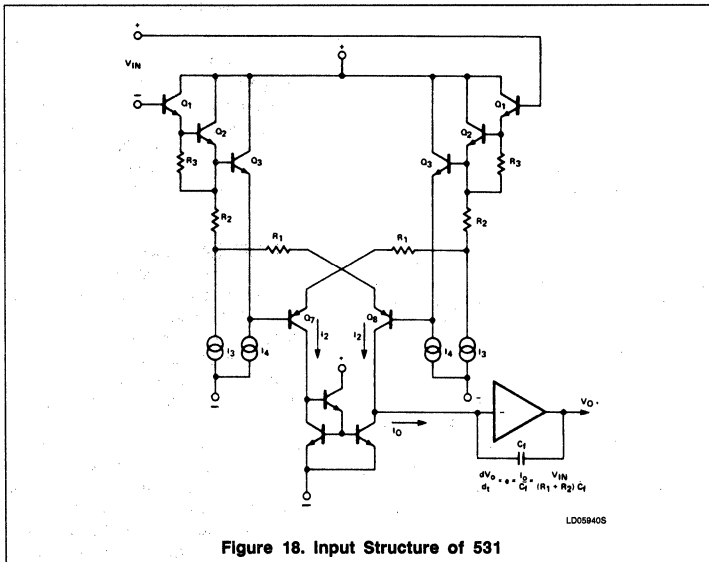 +
+
VIN
−
Q1
Q1
Q2
Q2
R3
Q3
Q3
R3
R2
R2
R1
R1
Q7
Q8
i2
i2
i3
i4
i4
i3
+
−
−
iO
−
VO
Cf
dVo/dt = e = io/Cf = VIN/(R1 + R2) Cf
−
LD05940S
Figure 18. Input Structure of 531